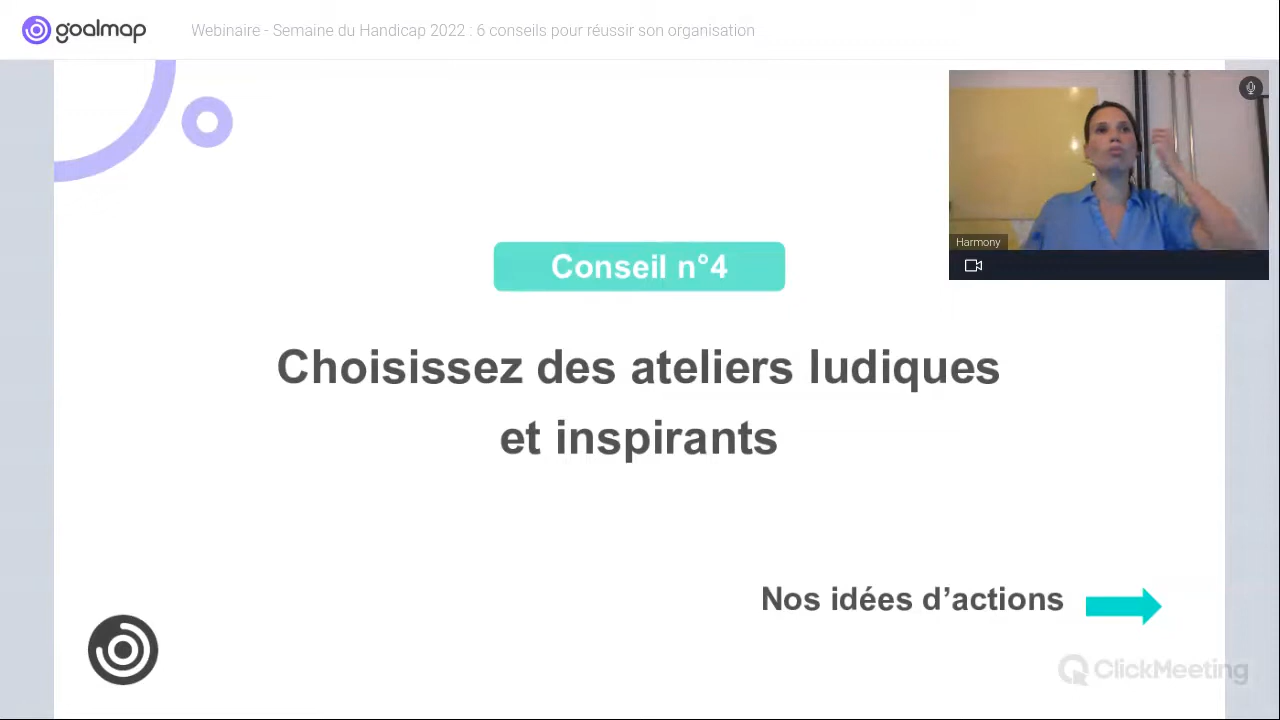 goalmap
Webinaire - Semaine du Handicap 2022 : 6 conseils pour réussir son organisation
Harmony
Conseil n°4
Choisissez des ateliers ludiques
et inspirants
Nos idées d’actions
ClickMeeting